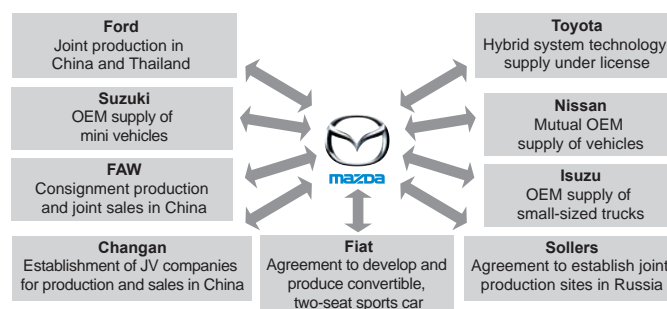 Ford
Joint production in
China and Thailand
Toyota
Hybrid system technology
supply under license
Suzuki
OEM supply of
mini vehicles
Nissan
Mutual OEM
supply of vehicles
FAW
Consignment production
and joint sales in China
mazda
Isuzu
OEM supply of
small-sized trucks
Changan
Establishment of JV companies
for production and sales in China
Fiat
Agreement to develop and
produce convertible,
two-seat sports car
Sollers
Agreement to establish joint
production sites in Russia